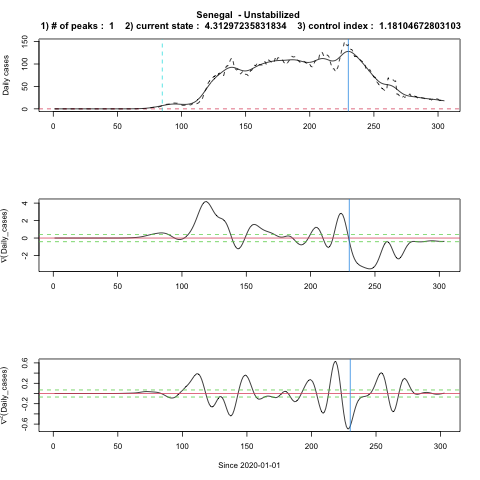 Senegal - Unstabilized
1) # of peaks : 1 2) current state : 4.31297235831834 3) control index : 1.18104672803103
Daily cases
0 50 100 150
0 50 100 150 200 250 300
∇(Daily_cases)
-2 0 2 4
0 50 100 150 200 250 300
∇²(Daily_cases)
-0.6 -0.2 0.2 0.6
0 50 100 150 200 250 300
Since 2020-01-01